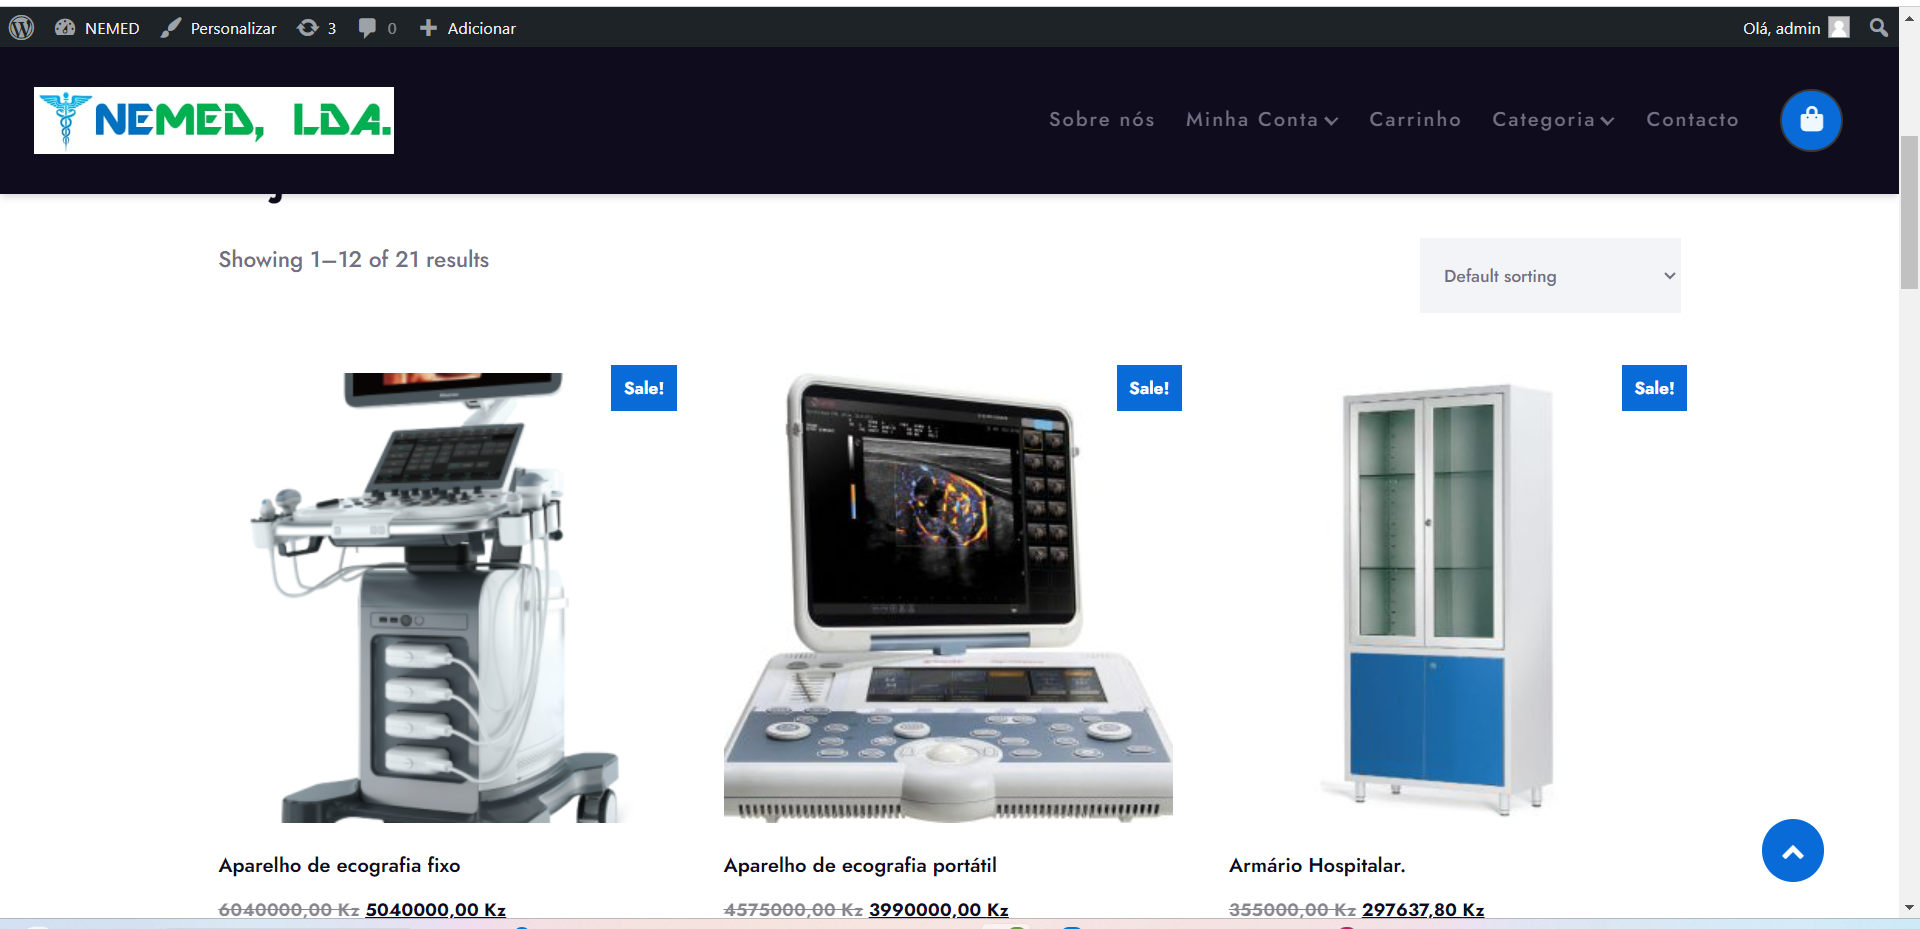 NEMED
Personalizar
3
0
Adicionar
Olá, admin
NEMED, LDA.
Sobre nós
Minha Conta
Carrinho
Categoria
Contacto
Showing 1–12 of 21 results
Default sorting
Sale!
Sale!
Sale!
Aparelho de ecografia fixo
Aparelho de ecografia portátil
Armário Hospitalar.
6040000,00 Kz 5040000,00 Kz
4575000,00 Kz 3990000,00 Kz
355000,00 Kz 297637,80 Kz